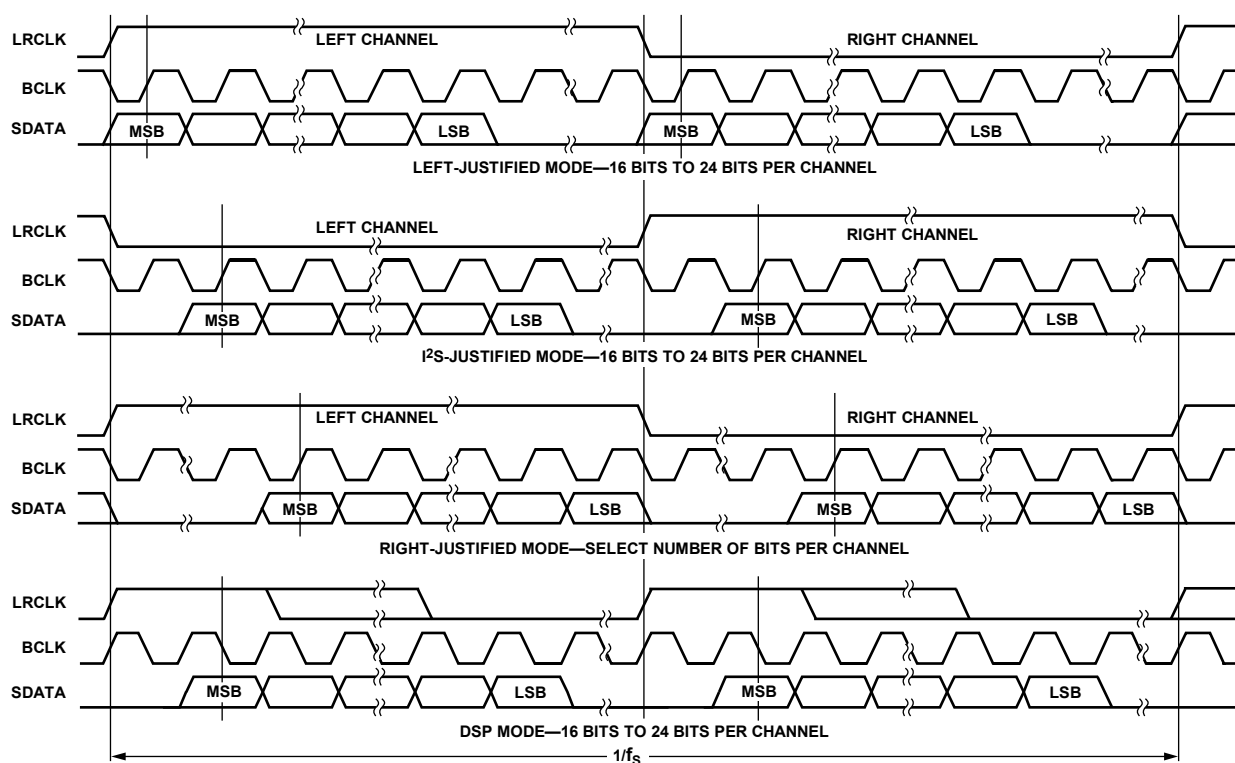 LRCLK
LEFT CHANNEL
RIGHT CHANNEL
BCLK
SDATA
MSB
LSB
MSB
LSB
LEFT-JUSTIFIED MODE—16 BITS TO 24 BITS PER CHANNEL
LRCLK
LEFT CHANNEL
RIGHT CHANNEL
BCLK
SDATA
MSB
LSB
MSB
LSB
I²S-JUSTIFIED MODE—16 BITS TO 24 BITS PER CHANNEL
LRCLK
LEFT CHANNEL
RIGHT CHANNEL
BCLK
SDATA
MSB
LSB
MSB
LSB
RIGHT-JUSTIFIED MODE—SELECT NUMBER OF BITS PER CHANNEL
LRCLK
BCLK
SDATA
MSB
LSB
MSB
LSB
DSP MODE—16 BITS TO 24 BITS PER CHANNEL
1/fS